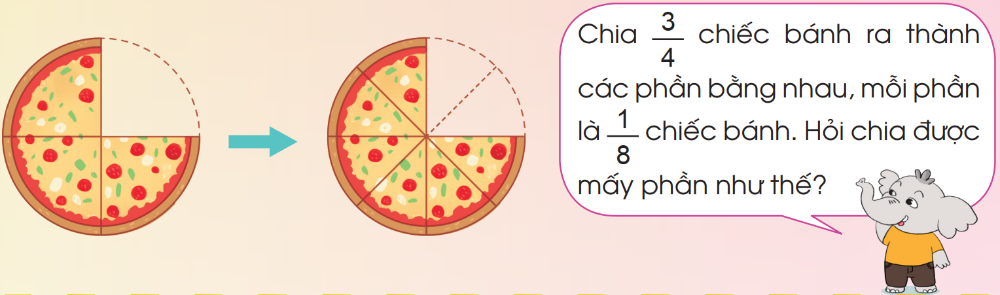 Chia 3/4 chiếc bánh ra thành
các phần bằng nhau, mỗi phần
là 1/8 chiếc bánh. Hỏi chia được
mấy phần như thế?